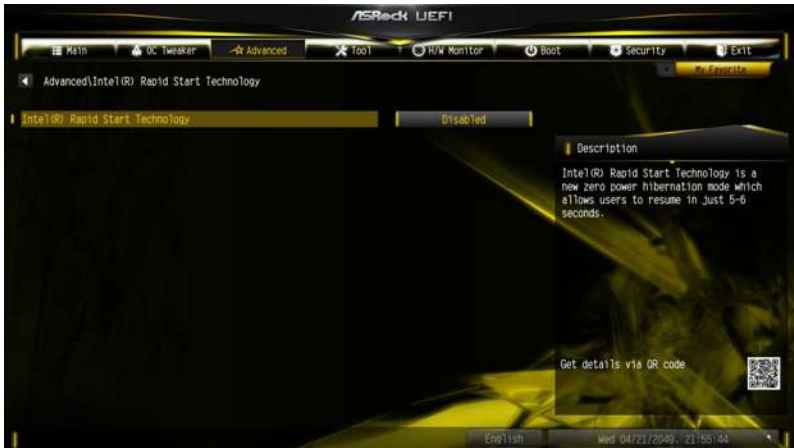 ASRock UEFI
Main
OC Tweaker
Advanced
Tool
H/W Monitor
Boot
Security
Exit
My Favorite
Advanced\Intel(R) Rapid Start Technology
Intel(R) Rapid Start Technology
Disabled
Description
Intel(R) Rapid Start Technology is a
new zero power hibernation mode which
allows users to resume in just 5-6
seconds.
Get details via QR code
English
Wed 04/21/2049. 21:55:44